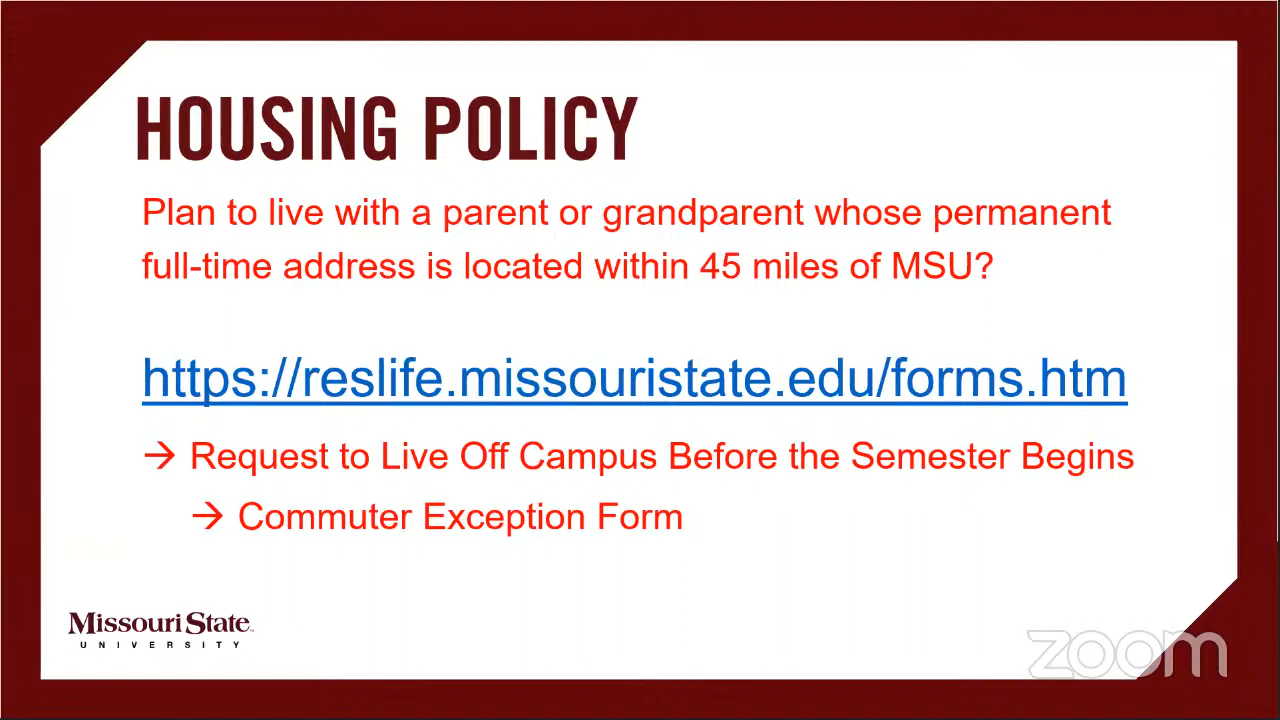 HOUSING POLICY
Plan to live with a parent or grandparent whose permanent
full-time address is located within 45 miles of MSU?
https://reslife.missouristate.edu/forms.htm
→ Request to Live Off Campus Before the Semester Begins
→ Commuter Exception Form
Missouri State
UNIVERSITY
zoom